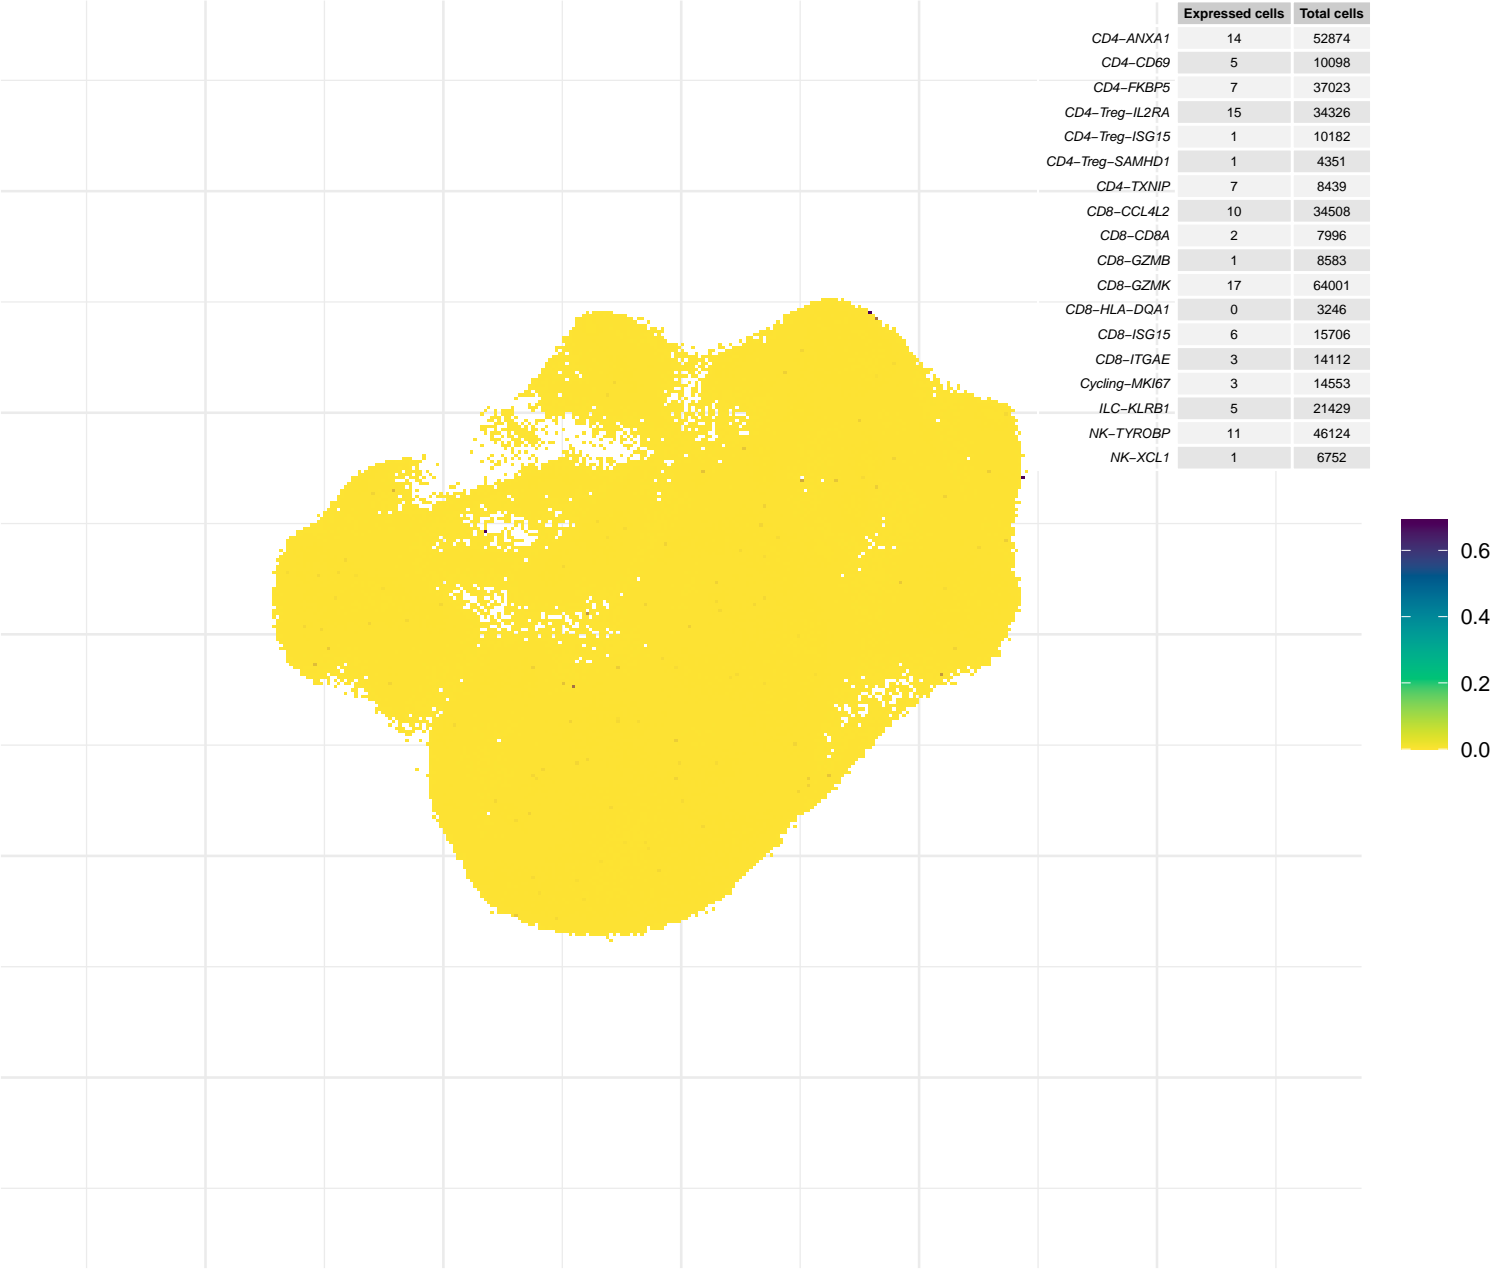 Expressed cells Total cells
CD4−ANXA1 14 52874
CD4−CD69 5 10098
CD4−FKBP5 7 37023
CD4−Treg−IL2RA 15 34326
CD4−Treg−ISG15 1 10182
CD4−Treg−SAMHD1 1 4351
CD4−TXNIP 7 8439
CD8−CCL4L2 10 34508
CD8−CD8A 2 7996
CD8−GZMB 1 8583
CD8−GZMK 17 64001
CD8−HLA−DQA1 0 3246
CD8−ISG15 6 15706
CD8−ITGAE 3 14112
Cycling−MKI67 3 14553
ILC−KLRB1 5 21429
NK−TYROBP 11 46124
NK−XCL1 1 6752
0.6
0.4
0.2
0.0